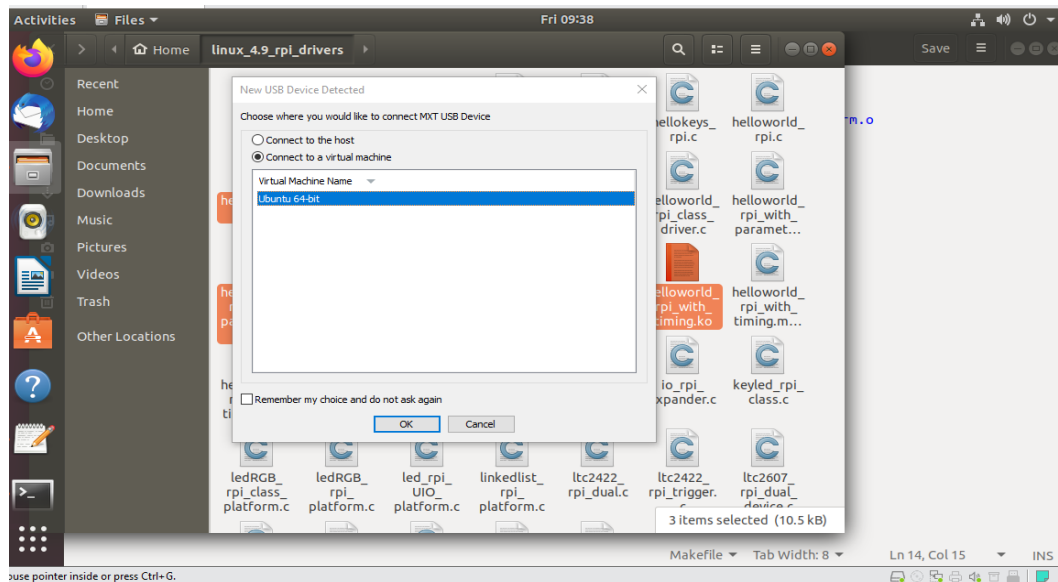 Activities Files Fri 09:38
Home linux_4.9_rpi_drivers Save
Recent
Home
Desktop
Documents
Downloads
Music
Pictures
Videos
Trash
Other Locations
New USB Device Detected
Choose where you would like to connect MXT USB Device
Connect to the host
Connect to a virtual machine
Virtual Machine Name
Ubuntu 64-bit
Remember my choice and do not ask again
OK Cancel
ellokeys_
rpi.c
helloworld_
rpi.c
rm.o
elloworld_
rpi_class_
driver.c
helloworld_
rpi_with_
paramet...
elloworld_
rpi_with_
timing.ko
helloworld_
rpi_with_
timing.m...
io_rpi_
xpander.c
keyled_rpi_
class.c
ledRGB_
rpi_class_
platform.c
ledRGB_
rpi_
platform.c
led_rpi_
UIO_
platform.c
linkedlist_
rpi_
platform.c
ltc2422_
rpi_dual.c
ltc2422_
rpi_trigger.
ltc2607_
rpi_dual_
device.c
3 items selected (10.5 kB)
Makefile Tab Width: 8 Ln 14, Col 15 INS
ouse pointer inside or press Ctrl+G.